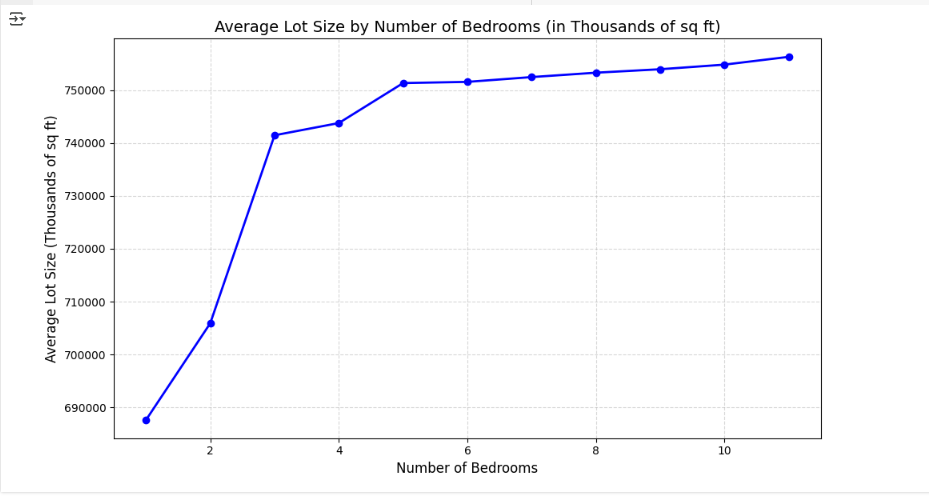 Average Lot Size by Number of Bedrooms (in Thousands of sq ft)
Average Lot Size (Thousands of sq ft)
750000
740000
730000
720000
710000
700000
690000
2 4 6 8 10
Number of Bedrooms